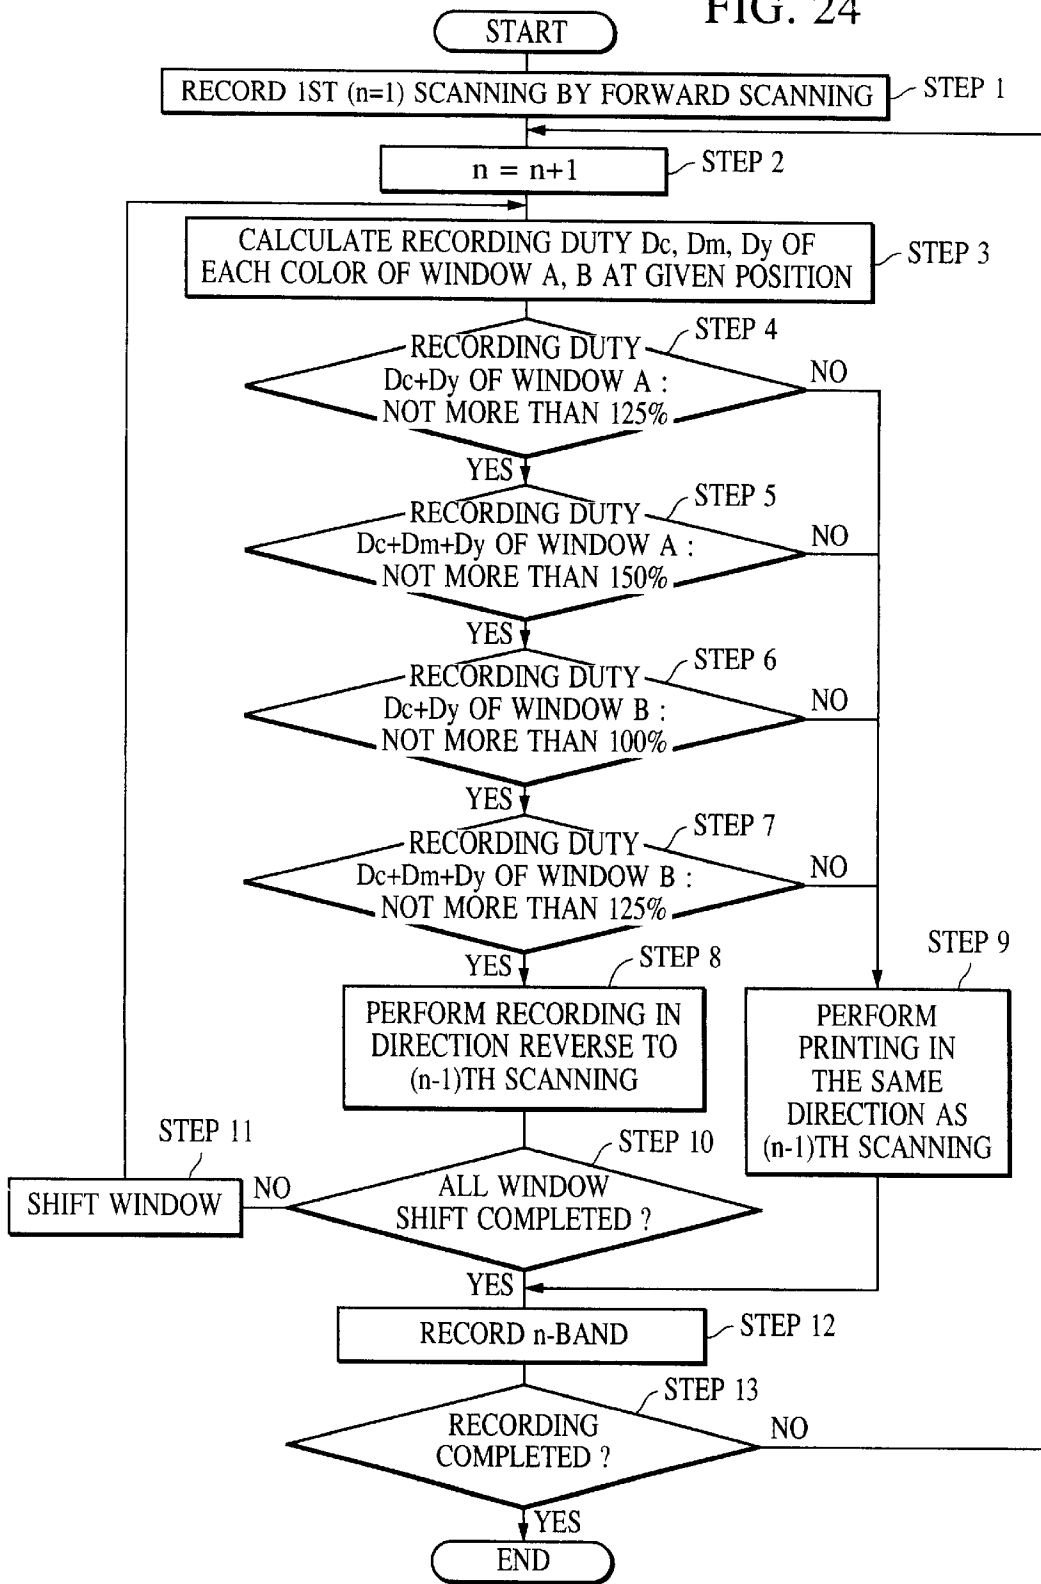 FIG. 24
START
RECORD 1ST (n=1) SCANNING BY FORWARD SCANNING
STEP 1
n = n+1
STEP 2
CALCULATE RECORDING DUTY Dc, Dm, Dy OF
EACH COLOR OF WINDOW A, B AT GIVEN POSITION
STEP 3
RECORDING DUTY
Dc+Dy OF WINDOW A :
NOT MORE THAN 125%
STEP 4
NO
YES
RECORDING DUTY
Dc+Dm+Dy OF WINDOW A :
NOT MORE THAN 150%
STEP 5
NO
YES
RECORDING DUTY
Dc+Dy OF WINDOW B :
NOT MORE THAN 100%
STEP 6
NO
YES
RECORDING DUTY
Dc+Dm+Dy OF WINDOW B :
NOT MORE THAN 125%
STEP 7
NO
YES
STEP 8
PERFORM RECORDING IN
DIRECTION REVERSE TO
(n-1)TH SCANNING
STEP 9
PERFORM
PRINTING IN
THE SAME
DIRECTION AS
(n-1)TH SCANNING
STEP 10
ALL WINDOW
SHIFT COMPLETED ?
NO
STEP 11
SHIFT WINDOW
YES
RECORD n-BAND
STEP 12
STEP 13
RECORDING
COMPLETED ?
NO
YES
END